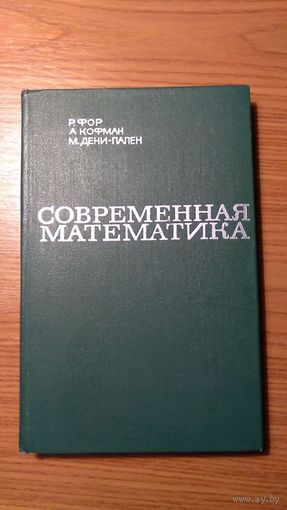 Р. ФОР
А. КОФМАН
М. ДЕНИ-ПАПЕН
СОВРЕМЕННАЯ
МАТЕМАТИКА
www.ay.by